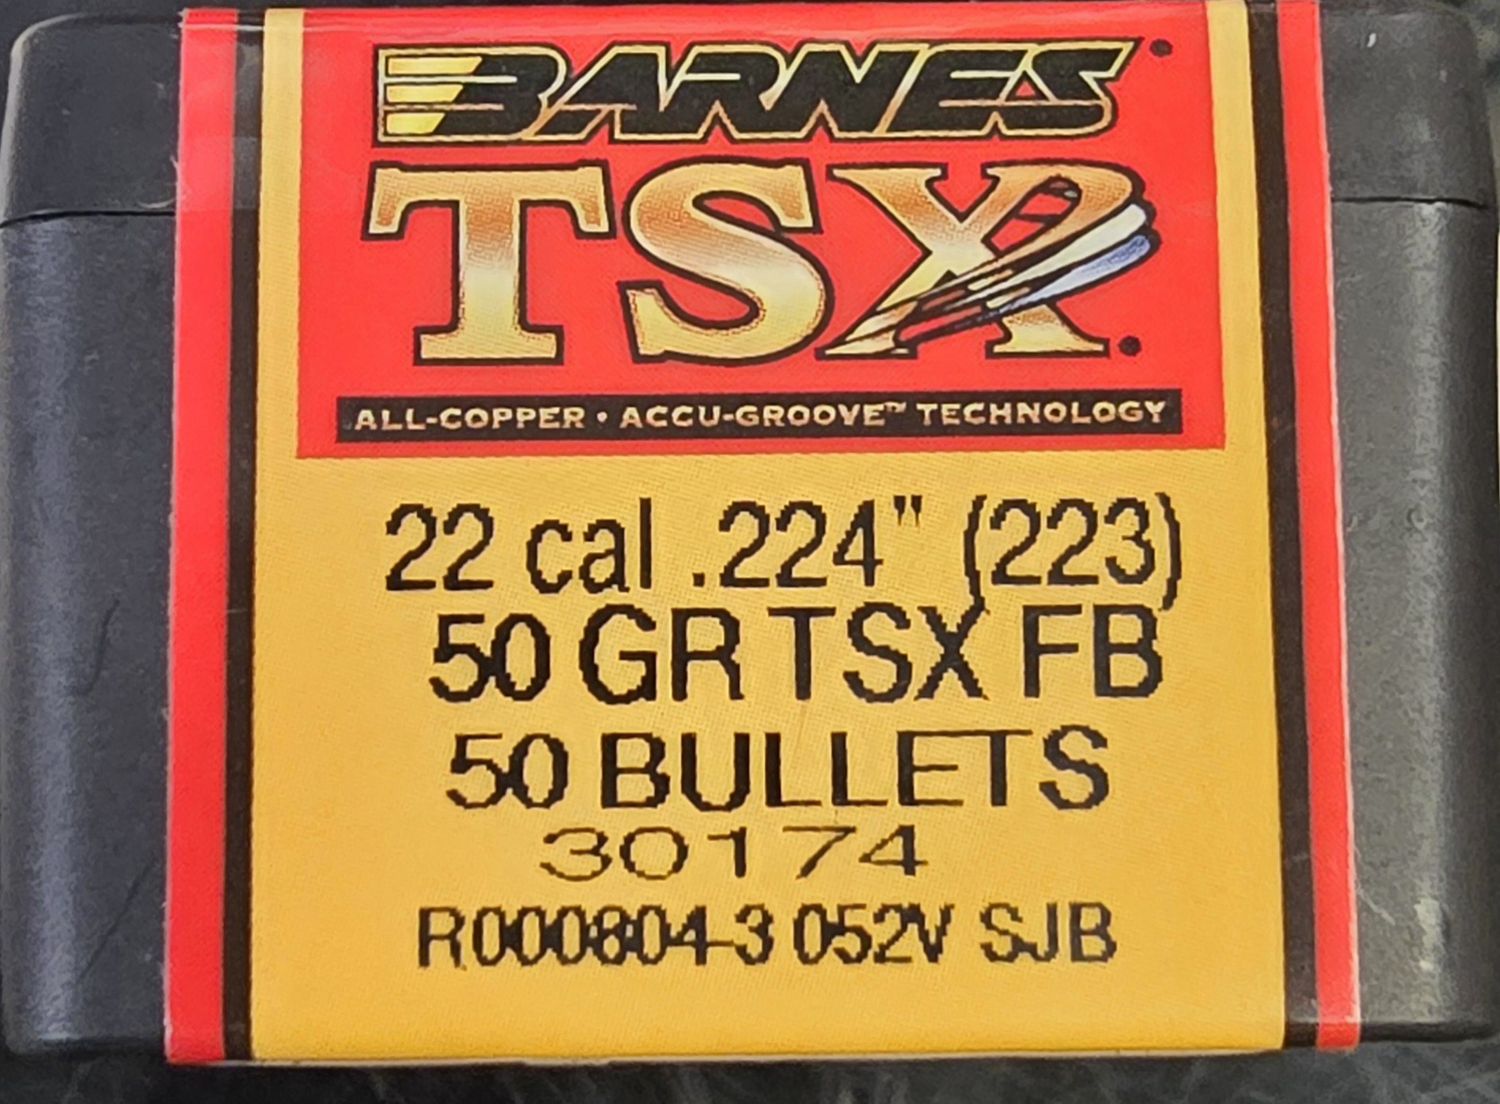 BARNES®
TSX®
ALL-COPPER • ACCU-GROOVE™ TECHNOLOGY
22 cal .224" (223)
50 GR TSX FB
50 BULLETS
30174
R000804-3 052V SJB